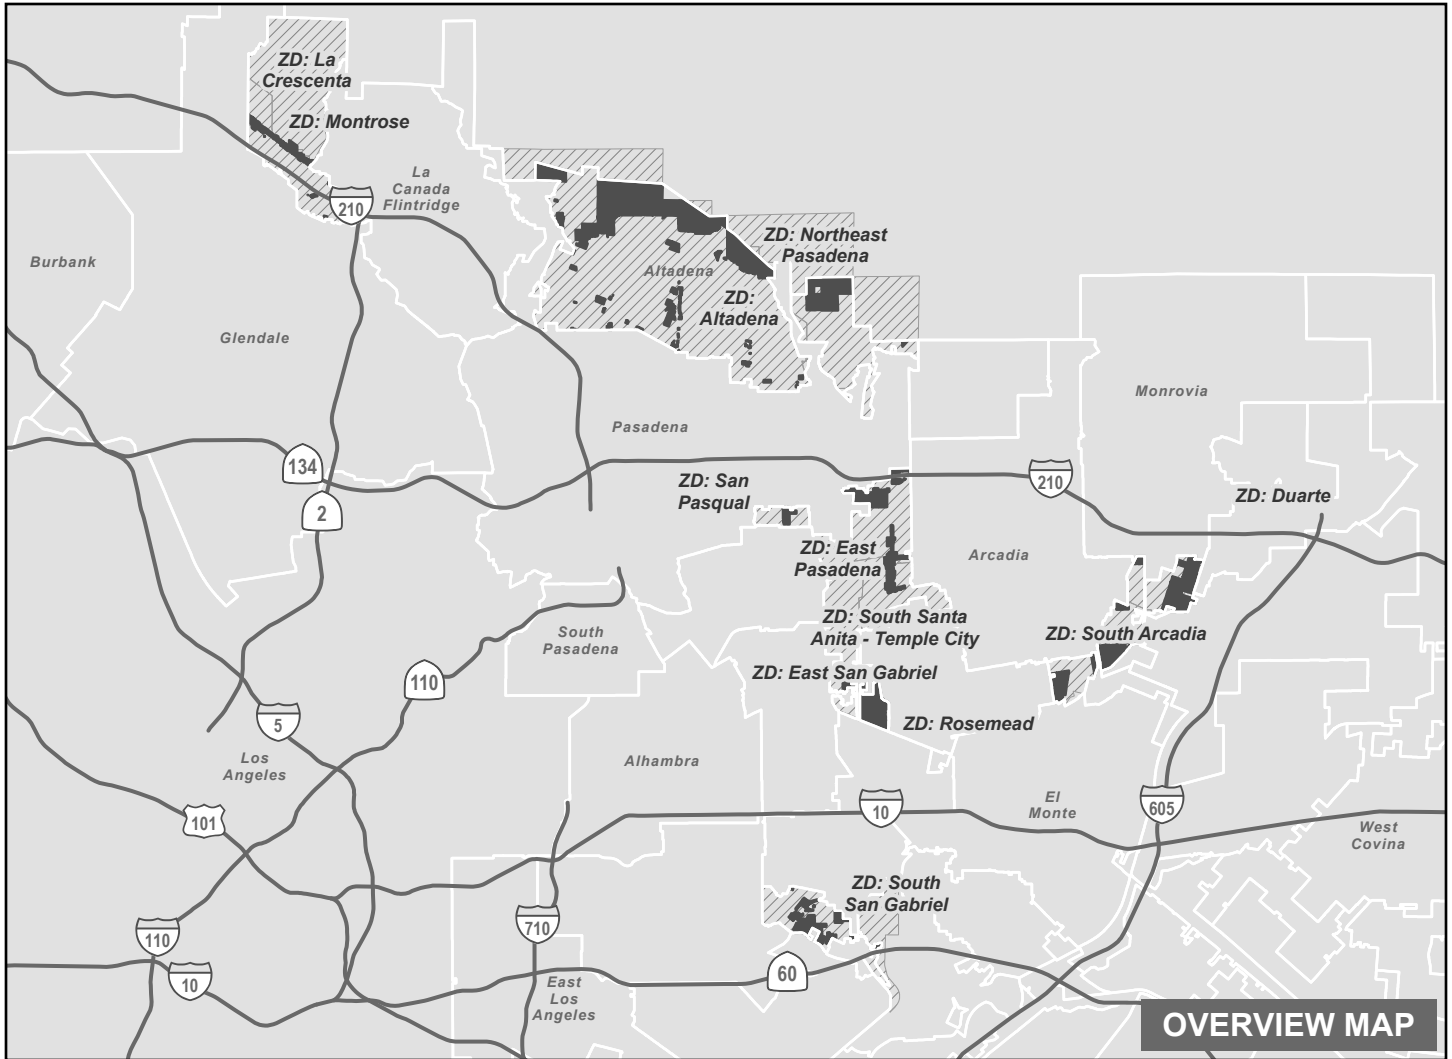 ZD: La
Crescenta
ZD: Montrose
La
Canada
Flintridge
210
ZD: Northeast
Pasadena
Burbank
Altadena
ZD:
Altadena
Glendale
Monrovia
Pasadena
134
ZD: San
Pasqual
210
ZD: Duarte
2
ZD: East
Pasadena
Arcadia
ZD: South Santa
Anita - Temple City
South
Pasadena
ZD: South Arcadia
ZD: East San Gabriel
110
5
ZD: Rosemead
Los
Angeles
Alhambra
El
Monte
10
605
101
West
Covina
ZD: South
San Gabriel
710
110
60
10
East
Los
Angeles
OVERVIEW MAP